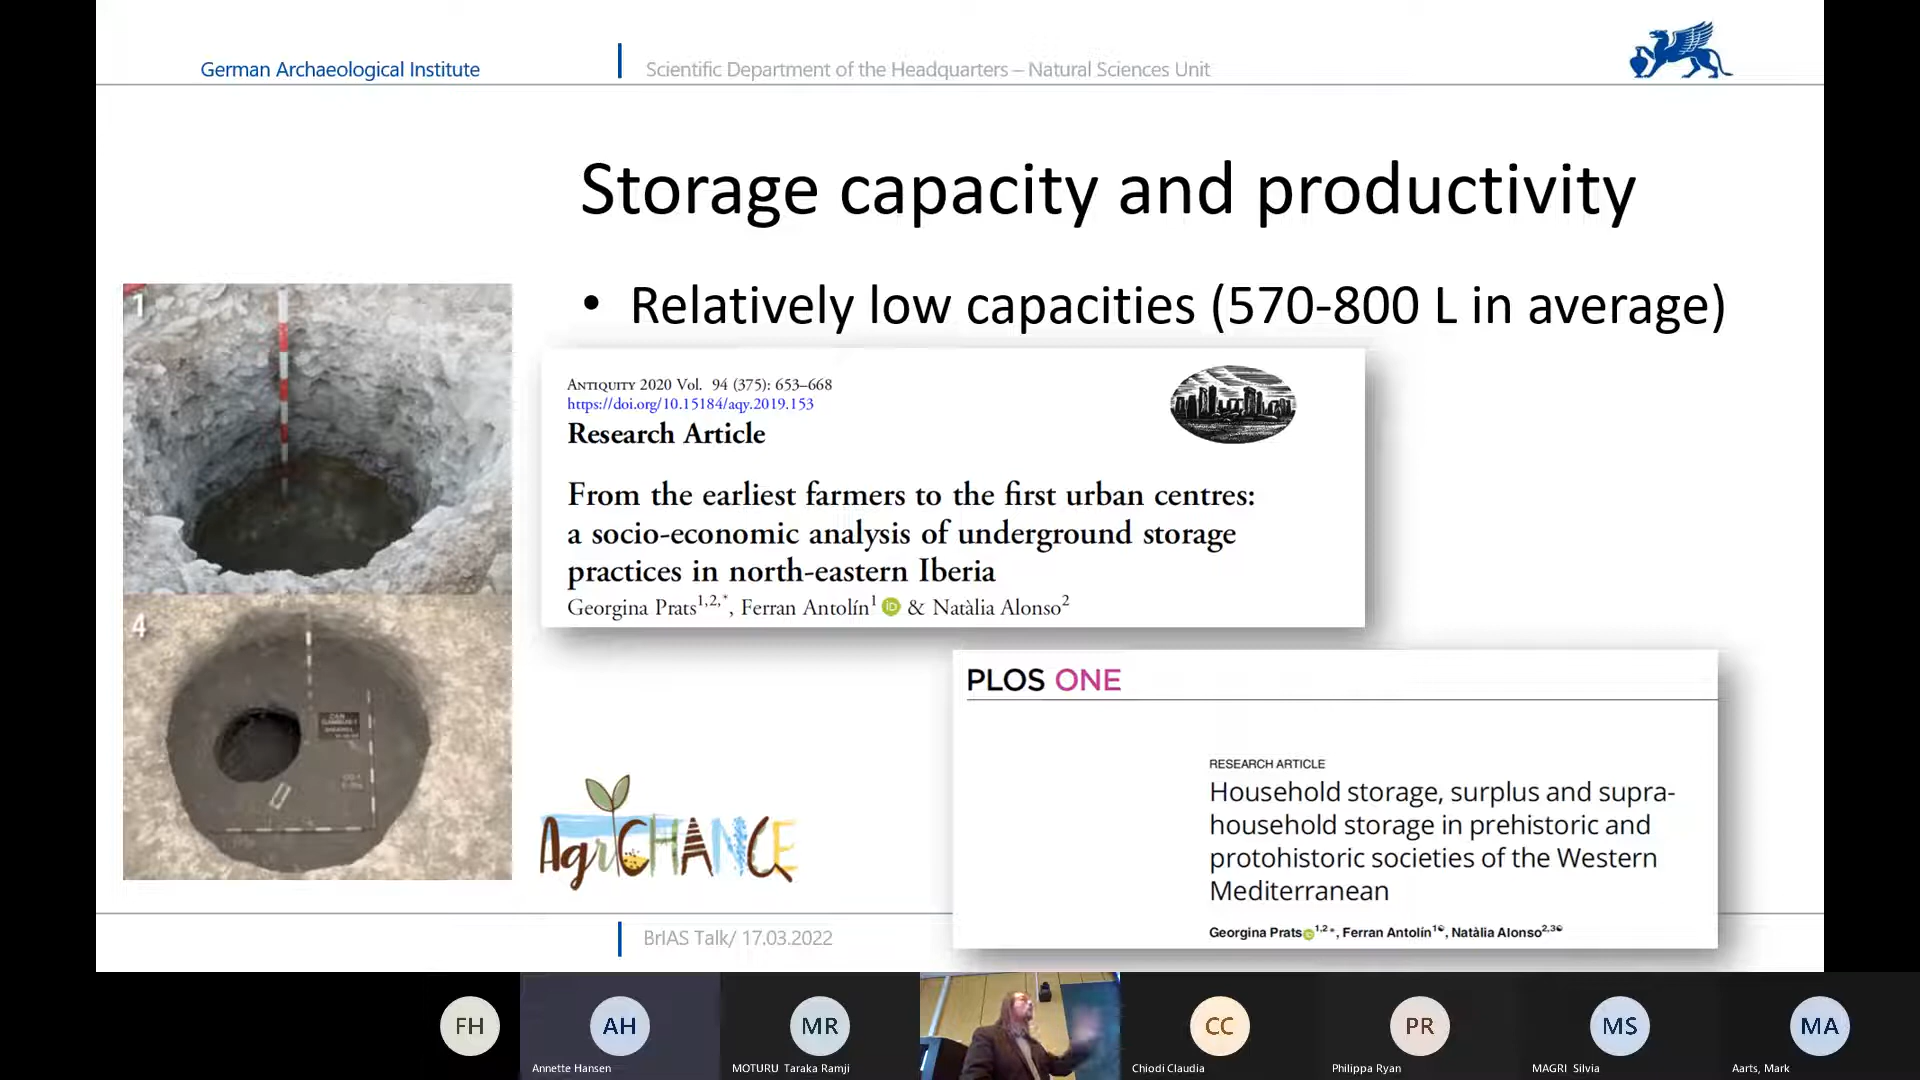 German Archaeological Institute
Scientific Department of the Headquarters – Natural Sciences Unit
Storage capacity and productivity
• Relatively low capacities (570-800 L in average)
1
4
ANTIQUITY 2020 Vol. 94 (375): 653–668
https://doi.org/10.15184/aqy.2019.153
Research Article
From the earliest farmers to the first urban centres:
a socio-economic analysis of underground storage
practices in north-eastern Iberia
Georgina Prats1,2,*, Ferran Antolín1 iD & Natàlia Alonso2
PLOS ONE
RESEARCH ARTICLE
Household storage, surplus and supra-
household storage in prehistoric and
protohistoric societies of the Western
Mediterranean
Georgina Prats1,2*, Ferran Antolín1, Natàlia Alonso2,3
AgriCHANGE
BrIAS Talk/ 17.03.2022
FH
AH
Annette Hansen
MR
MOTURU Taraka Ramji
CC
Chiodi Claudia
PR
Philippa Ryan
MS
MAGRI Silvia
MA
Aarts, Mark